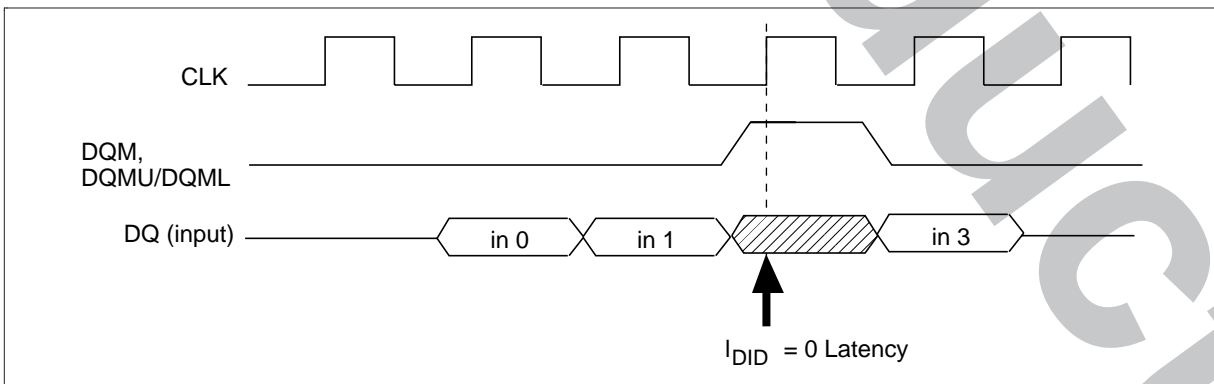 CLK
DQM,
DQMU/DQML
DQ (input)
in 0
in 1
in 3
IDID = 0 Latency